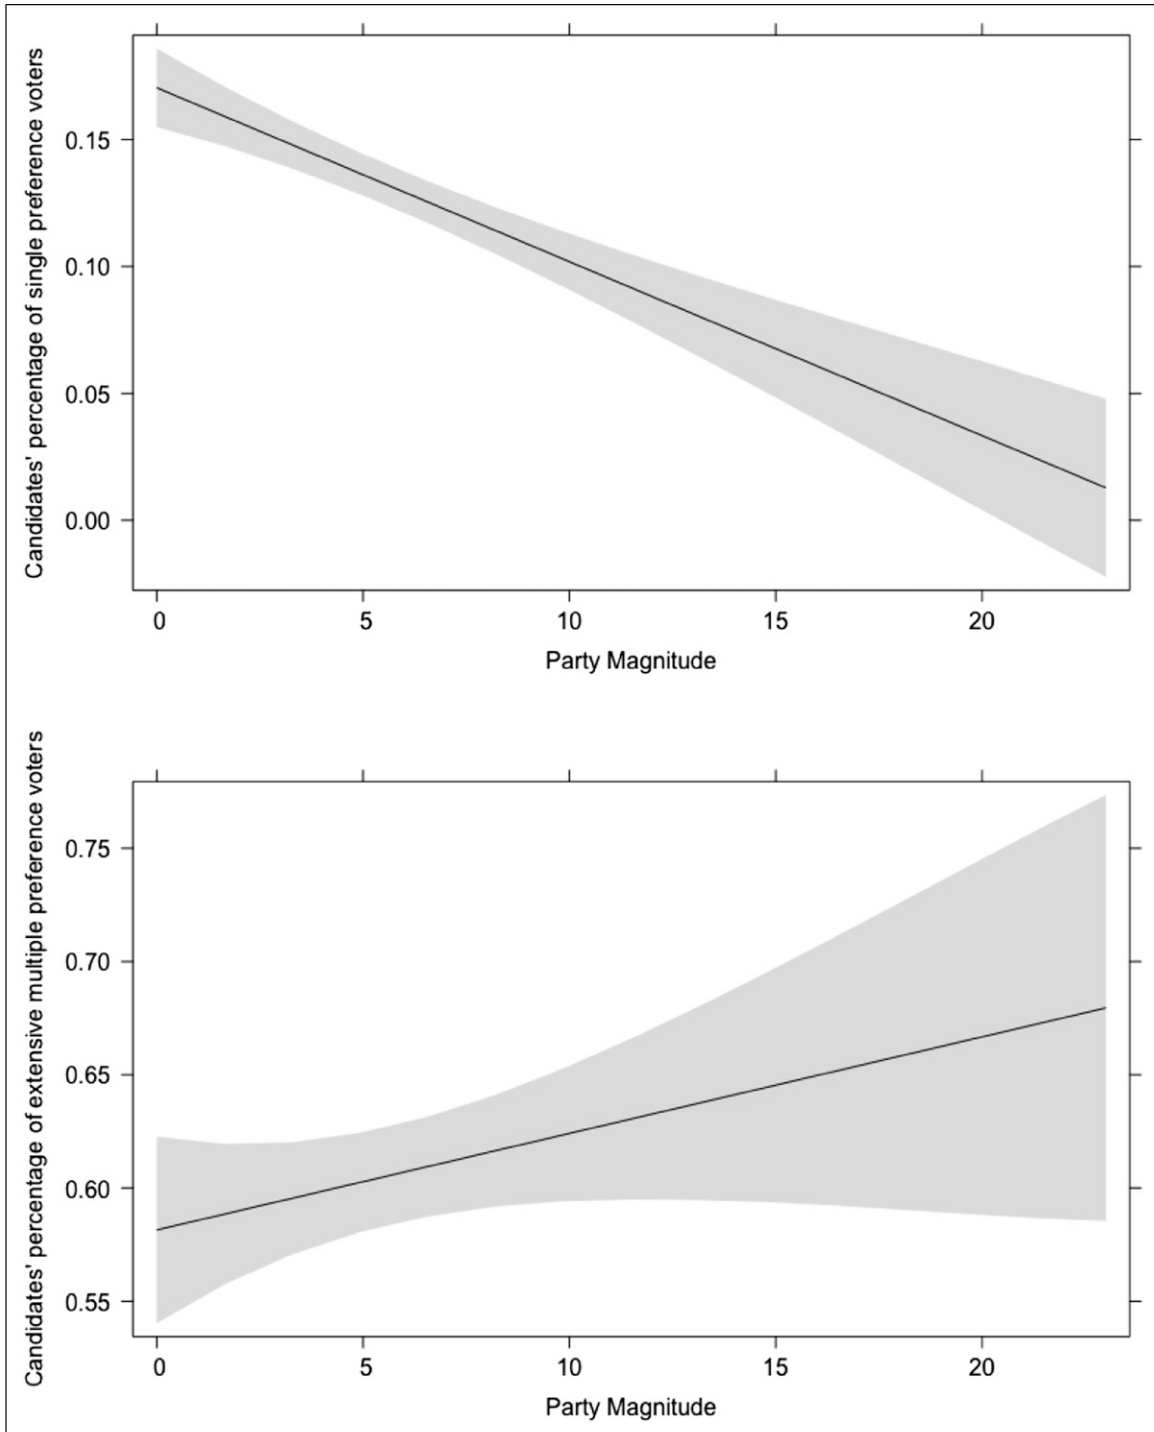 Candidates' percentage of single preference voters
0.15
0.10
0.05
0.00
0 5 10 15 20
Party Magnitude
Candidates' percentage of extensive multiple preference voters
0.75
0.70
0.65
0.60
0.55
0 5 10 15 20
Party Magnitude